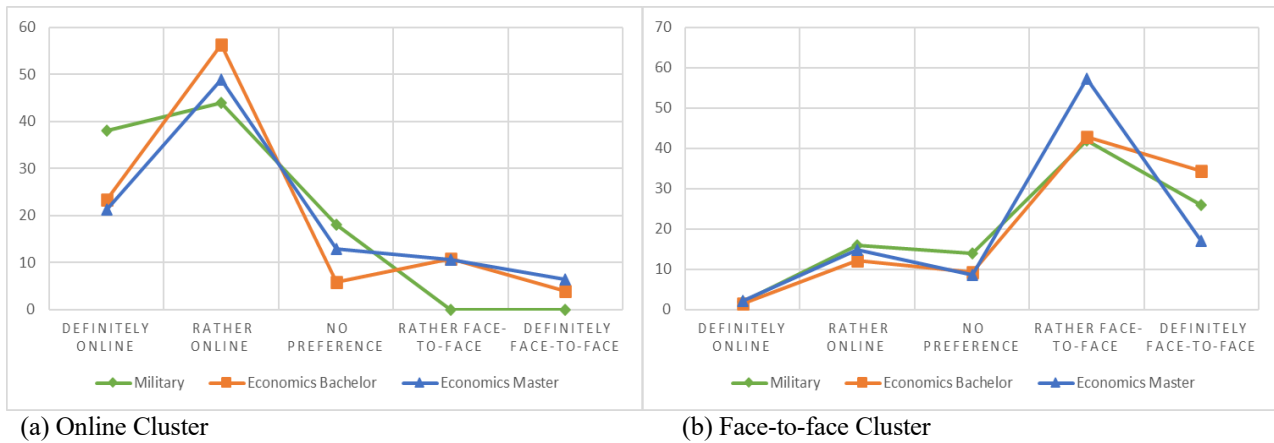 60
50
40
30
20
10
0
DEFINITELY ONLINE
RATHER ONLINE
NO PREFERENCE
RATHER FACE-TO-FACE
DEFINITELY FACE-TO-FACE
Military
Economics Bachelor
Economics Master
(a) Online Cluster
70
60
50
40
30
20
10
0
DEFINITELY ONLINE
RATHER ONLINE
NO PREFERENCE
RATHER FACE-TO-FACE
DEFINITELY FACE-TO-FACE
Military
Economics Bachelor
Economics Master
(b) Face-to-face Cluster